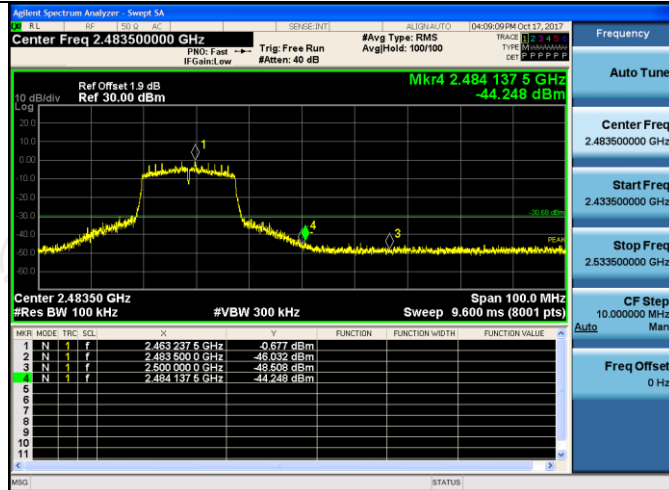 Agilent Spectrum Analyzer - Swept SA
RL RF 50 Ω AC SENSE:INT ALIGNAUTO 04:09:09PM Oct 17, 2017
Center Freq 2.483500000 GHz #Avg Type: RMS TRACE 1 2 3 4 5 6
PNO: Fast Trig: Free Run Avg|Hold: 100/100 TYPE M
IFGain:Low #Atten: 40 dB DET P P P P P P
Mkr4 2.484 137 5 GHz
-44.248 dBm
Ref Offset 1.9 dB
10 dB/div Ref 30.00 dBm
Log
20.0
10.0
0.00
-10.0
-20.0
-30.0
-40.0
-50.0
-60.0
1
4
3
-30.68 dBm
PEAK
Center 2.48350 GHz Span 100.0 MHz
#Res BW 100 kHz #VBW 300 kHz Sweep 9.600 ms (8001 pts)
MKR MODE TRC SCL X Y FUNCTION FUNCTION WIDTH FUNCTION VALUE
1 N 1 f 2.463 237 5 GHz -0.677 dBm
2 N 1 f 2.483 500 0 GHz -46.032 dBm
3 N 1 f 2.500 000 0 GHz -48.508 dBm
4 N 1 f 2.484 137 5 GHz -44.248 dBm
5
6
7
8
9
10
11
MSG STATUS
Frequency
Auto Tune
Center Freq
2.483500000 GHz
Start Freq
2.433500000 GHz
Stop Freq
2.533500000 GHz
CF Step
10.000000 MHz
Auto Man
Freq Offset
0 Hz